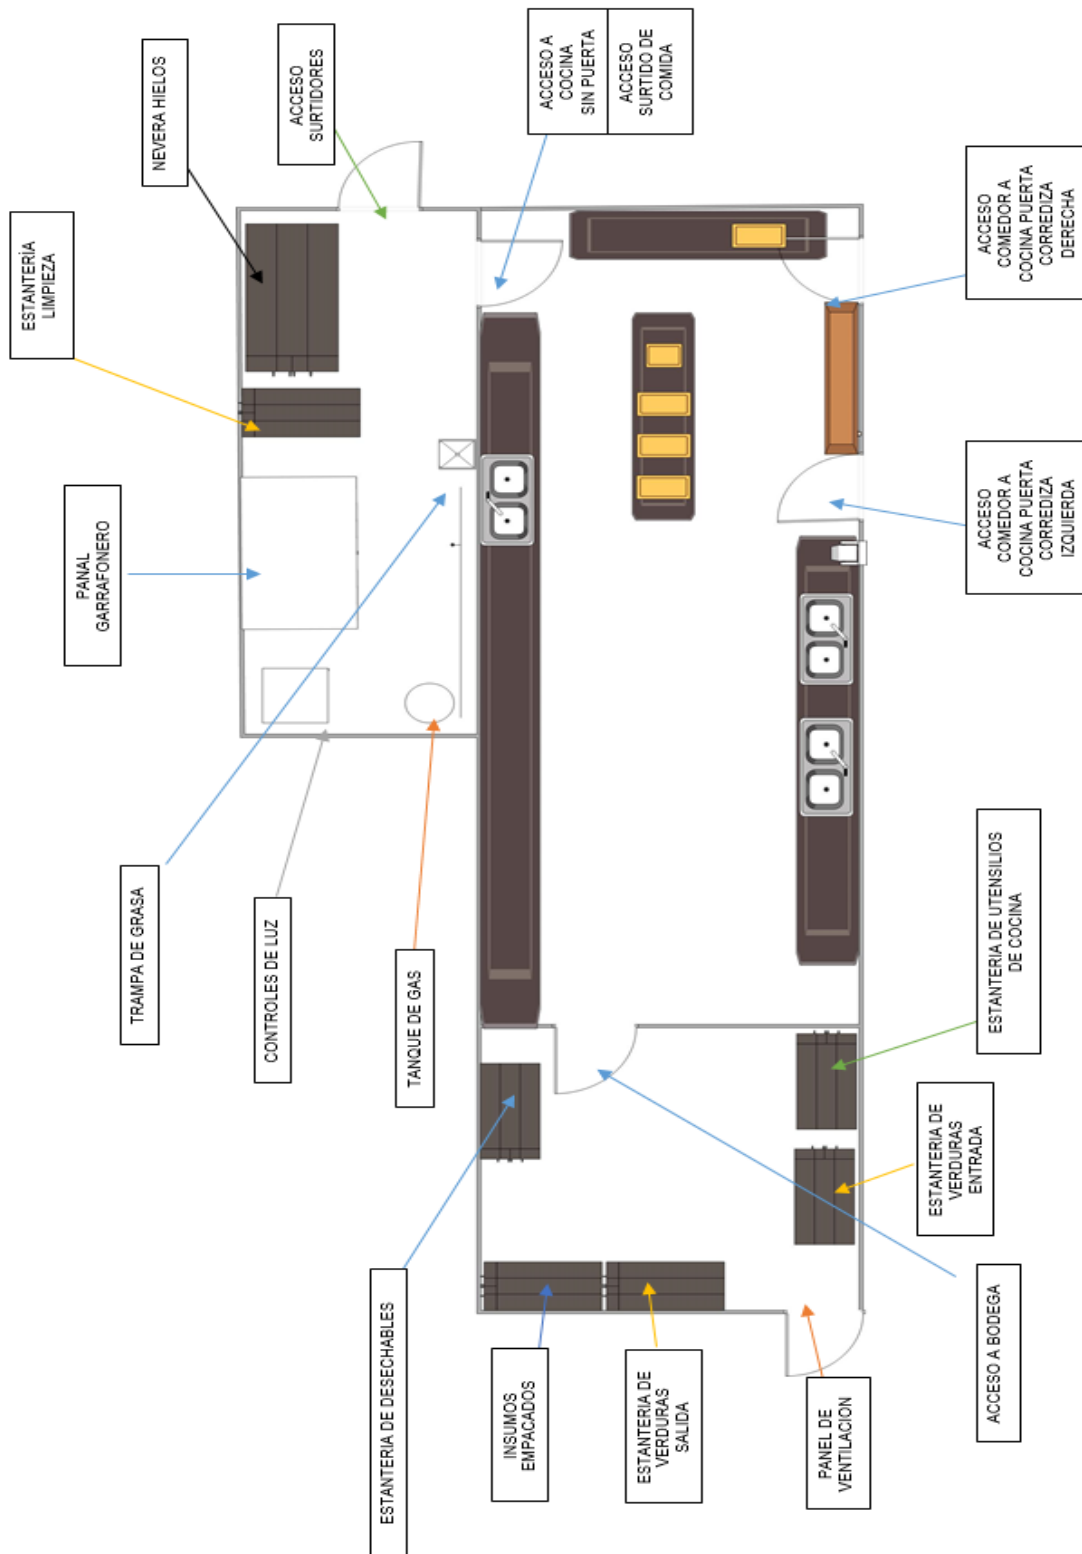 ESTANTERÍA
LIMPIEZA
NEVERA HIELOS
ACCESO
SURTIDORES
ACCESO A
COCINA
SIN PUERTA
ACCESO
SURTIDO DE
COMIDA
PANAL
GARRAFONERO
ACCESO
COMEDOR A
COCINA PUERTA
CORREDIZA
DERECHA
ACCESO
COMEDOR A
COCINA PUERTA
CORREDIZA
IZQUIERDA
TRAMPA DE GRASA
CONTROLES DE LUZ
TANQUE DE GAS
ESTANTERIA DE UTENSILIOS
DE COCINA
ESTANTERIA DE
VERDURAS
ENTRADA
ESTANTERIA DE DESECHABLES
INSUMOS
EMPACADOS
ESTANTERIA DE
VERDURAS
SALIDA
PANEL DE
VENTILACION
ACCESO A BODEGA